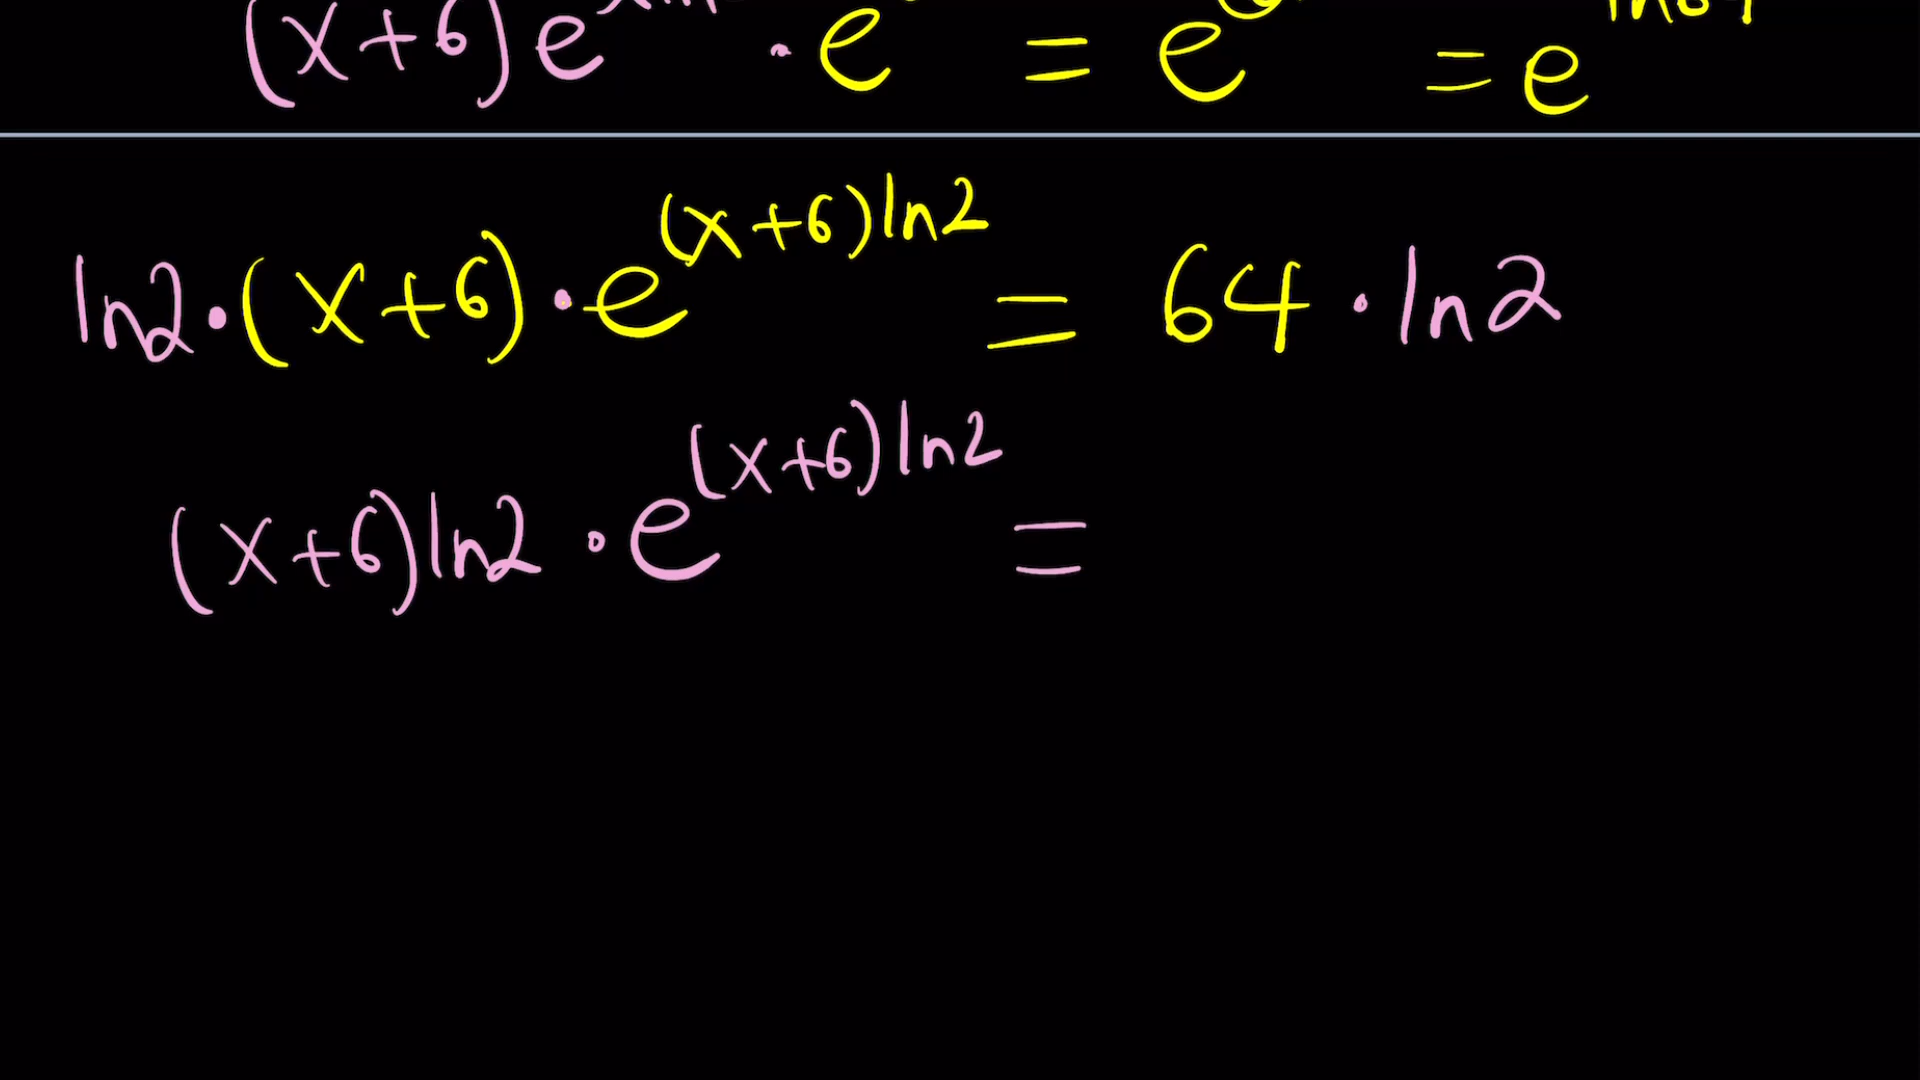 (x+6)e · e = e = e
ln2·(x+6)·e^(x+6)ln2 = 64·ln2
(x+6)ln2·e^(x+6)ln2 =